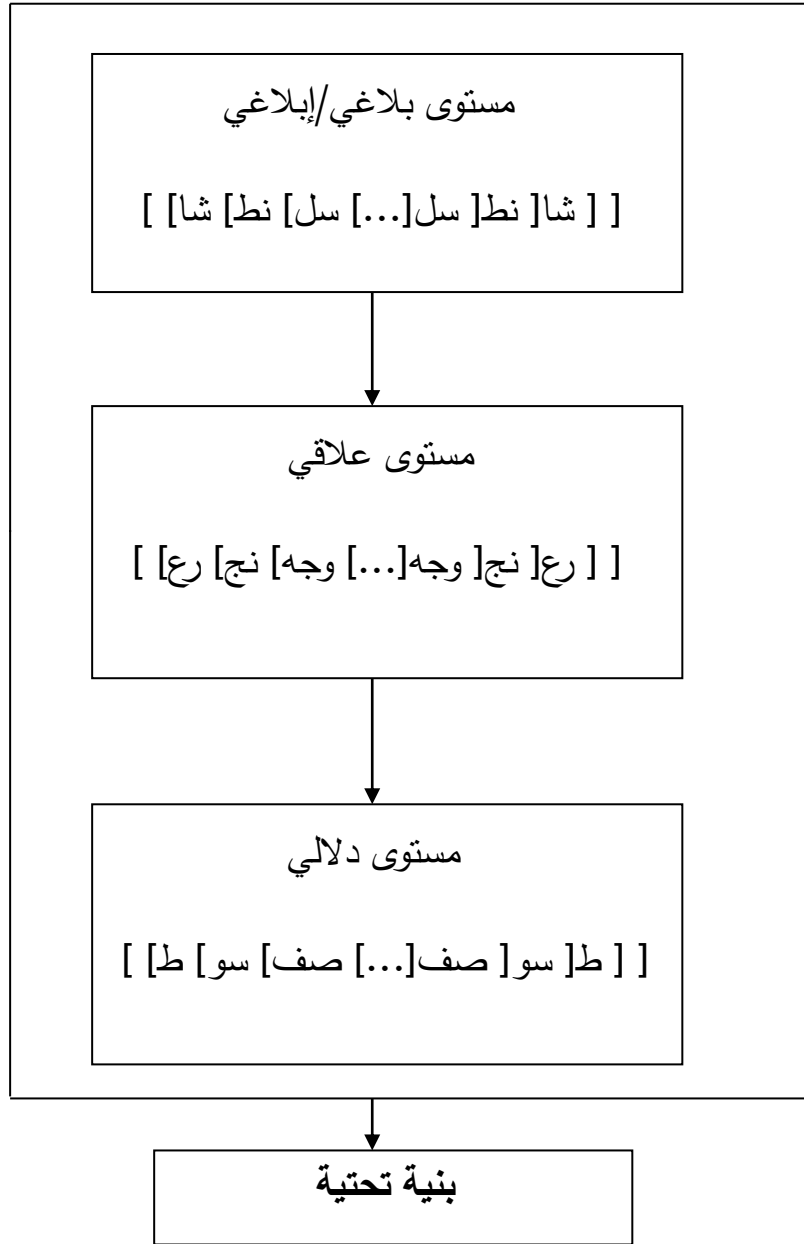 مستوى بلاغي/إبلاغي
[ [ شا[ نط[ سل[...] سل] نط] شا] ]
مستوى علاقي
[ [ رع[ نج[ وجه[...] وجه] نج] رع] ]
مستوى دلالي
[ [ ط[ سو[ صف[...] صف] سو] ط] ]
بنية تحتية